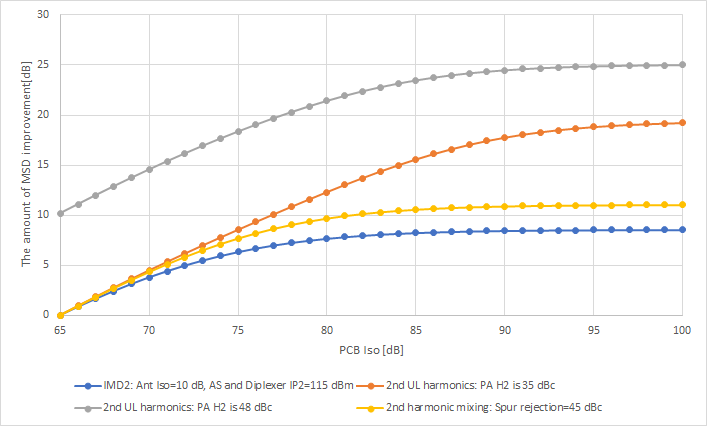 30
25
20
15
10
5
0
The amount of MSD improvement[dB]
65 70 75 80 85 90 95 100
PCB Iso [dB]
IMD2: Ant Iso=10 dB, AS and Diplexer IP2=115 dBm 2nd UL harmonics: PA H2 is 35 dBc
2nd UL harmonics: PA H2 is 48 dBc 2nd harmonic mixing: Spur rejection=45 dBc